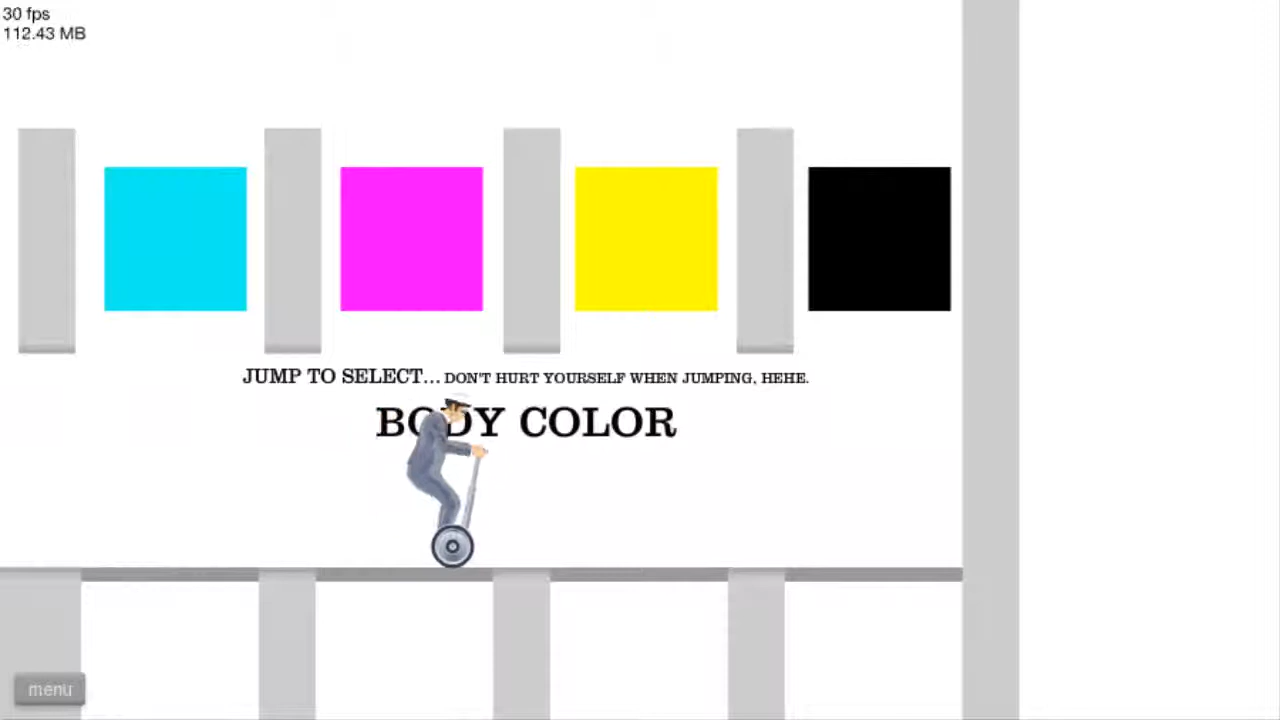 30 fps
112.43 MB
JUMP TO SELECT... DON'T HURT YOURSELF WHEN JUMPING, HEHE.
BODY COLOR
menu